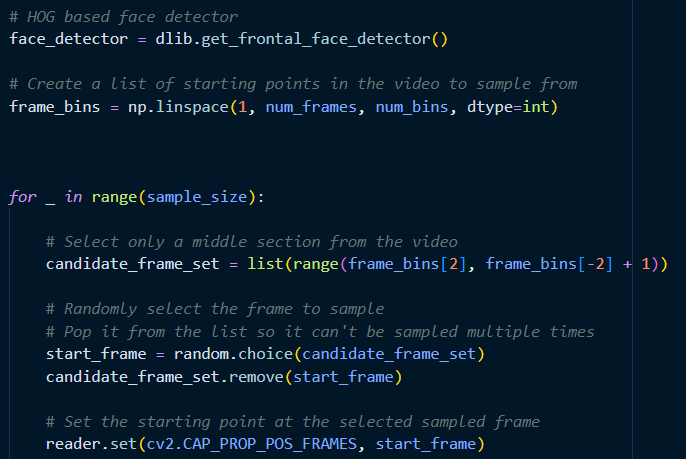 # HOG based face detector
face_detector = dlib.get_frontal_face_detector()
# Create a list of starting points in the video to sample from
frame_bins = np.linspace(1, num_frames, num_bins, dtype=int)
for _ in range(sample_size):
# Select only a middle section from the video
candidate_frame_set = list(range(frame_bins[2], frame_bins[-2] + 1))
# Randomly select the frame to sample
# Pop it from the list so it can't be sampled multiple times
start_frame = random.choice(candidate_frame_set)
candidate_frame_set.remove(start_frame)
# Set the starting point at the selected sampled frame
reader.set(cv2.CAP_PROP_POS_FRAMES, start_frame)